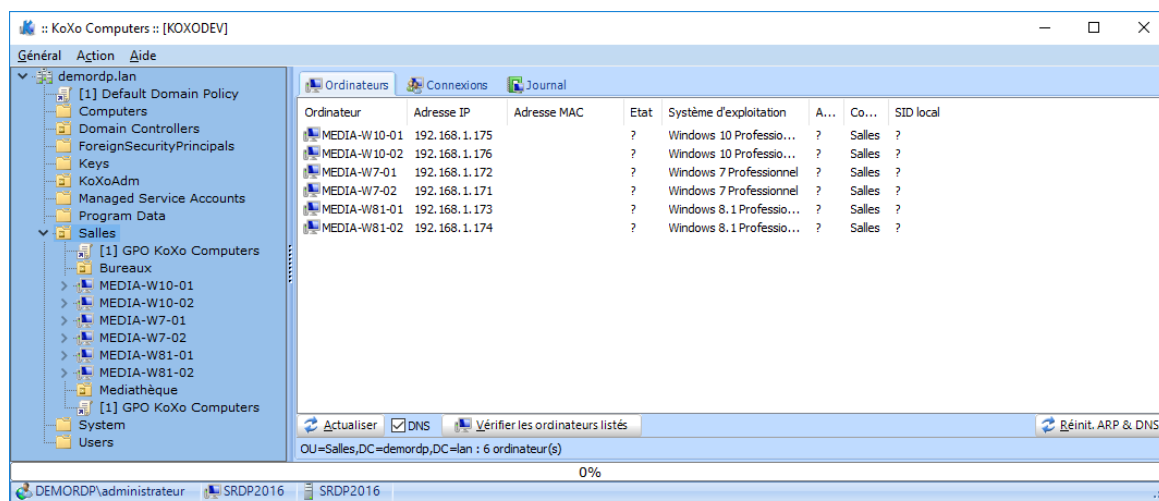 :: KoXo Computers :: [KOXODEV]
Général Action Aide
demordp.lan
[1] Default Domain Policy
Computers
Domain Controllers
ForeignSecurityPrincipals
Keys
KoXoAdm
Managed Service Accounts
Program Data
Salles
[1] GPO KoXo Computers
Bureaux
MEDIA-W10-01
MEDIA-W10-02
MEDIA-W7-01
MEDIA-W7-02
MEDIA-W81-01
MEDIA-W81-02
Mediathèque
[1] GPO KoXo Computers
System
Users
Ordinateurs Connexions Journal
Ordinateur Adresse IP Adresse MAC Etat Système d'exploitation A... Co... SID local
MEDIA-W10-01 192.168.1.175 ? Windows 10 Professio... ? Salles ?
MEDIA-W10-02 192.168.1.176 ? Windows 10 Professio... ? Salles ?
MEDIA-W7-01 192.168.1.172 ? Windows 7 Professionnel ? Salles ?
MEDIA-W7-02 192.168.1.171 ? Windows 7 Professionnel ? Salles ?
MEDIA-W81-01 192.168.1.173 ? Windows 8.1 Professio... ? Salles ?
MEDIA-W81-02 192.168.1.174 ? Windows 8.1 Professio... ? Salles ?
Actualiser DNS Vérifier les ordinateurs listés Réinit. ARP & DNS
OU=Salles,DC=demordp,DC=lan : 6 ordinateur(s)
0%
DEMORDP\administrateur SRDP2016 SRDP2016